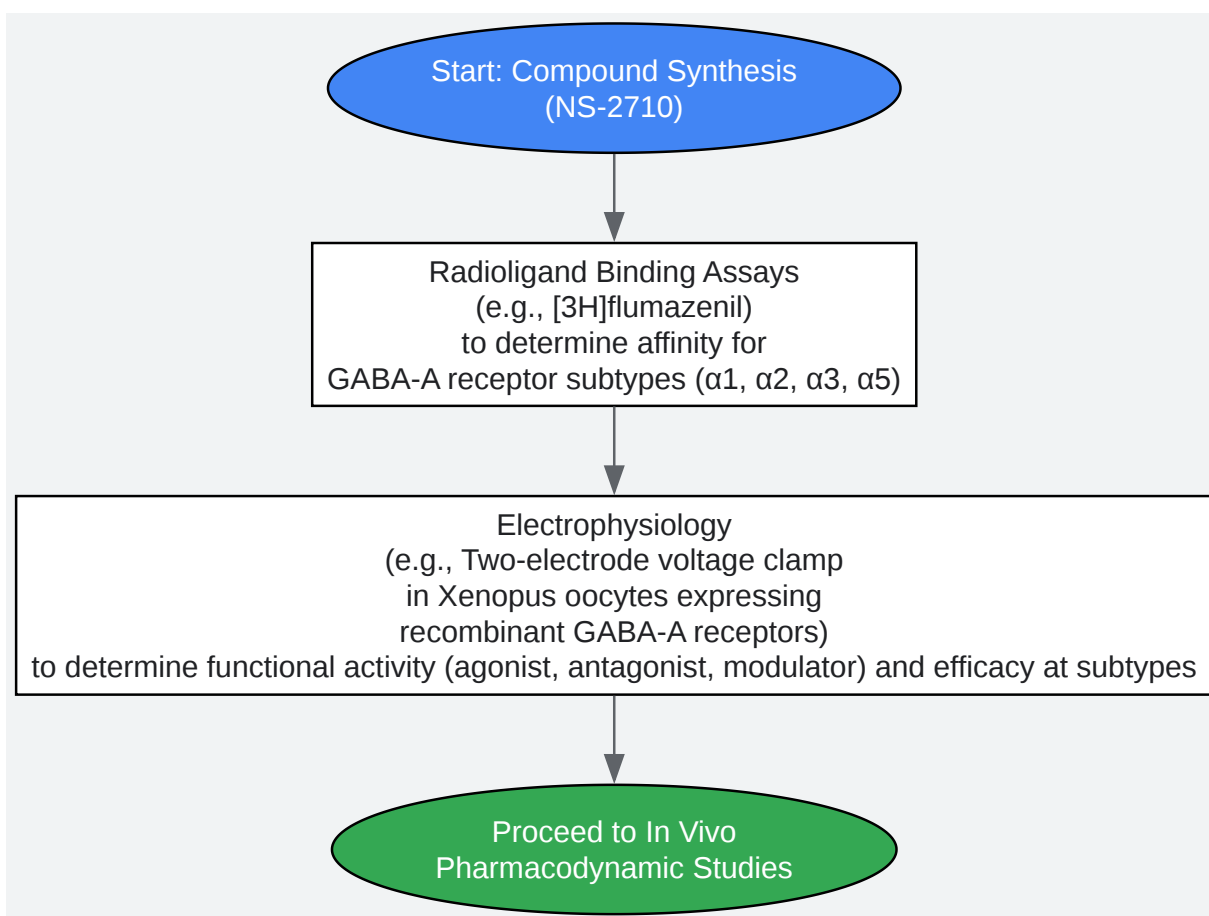 Start: Compound Synthesis
(NS-2710)
Radioligand Binding Assays
(e.g., [3H]flumazenil)
to determine affinity for
GABA-A receptor subtypes (α1, α2, α3, α5)
Electrophysiology
(e.g., Two-electrode voltage clamp
in Xenopus oocytes expressing
recombinant GABA-A receptors)
to determine functional activity (agonist, antagonist, modulator) and efficacy at subtypes
Proceed to In Vivo
Pharmacodynamic Studies